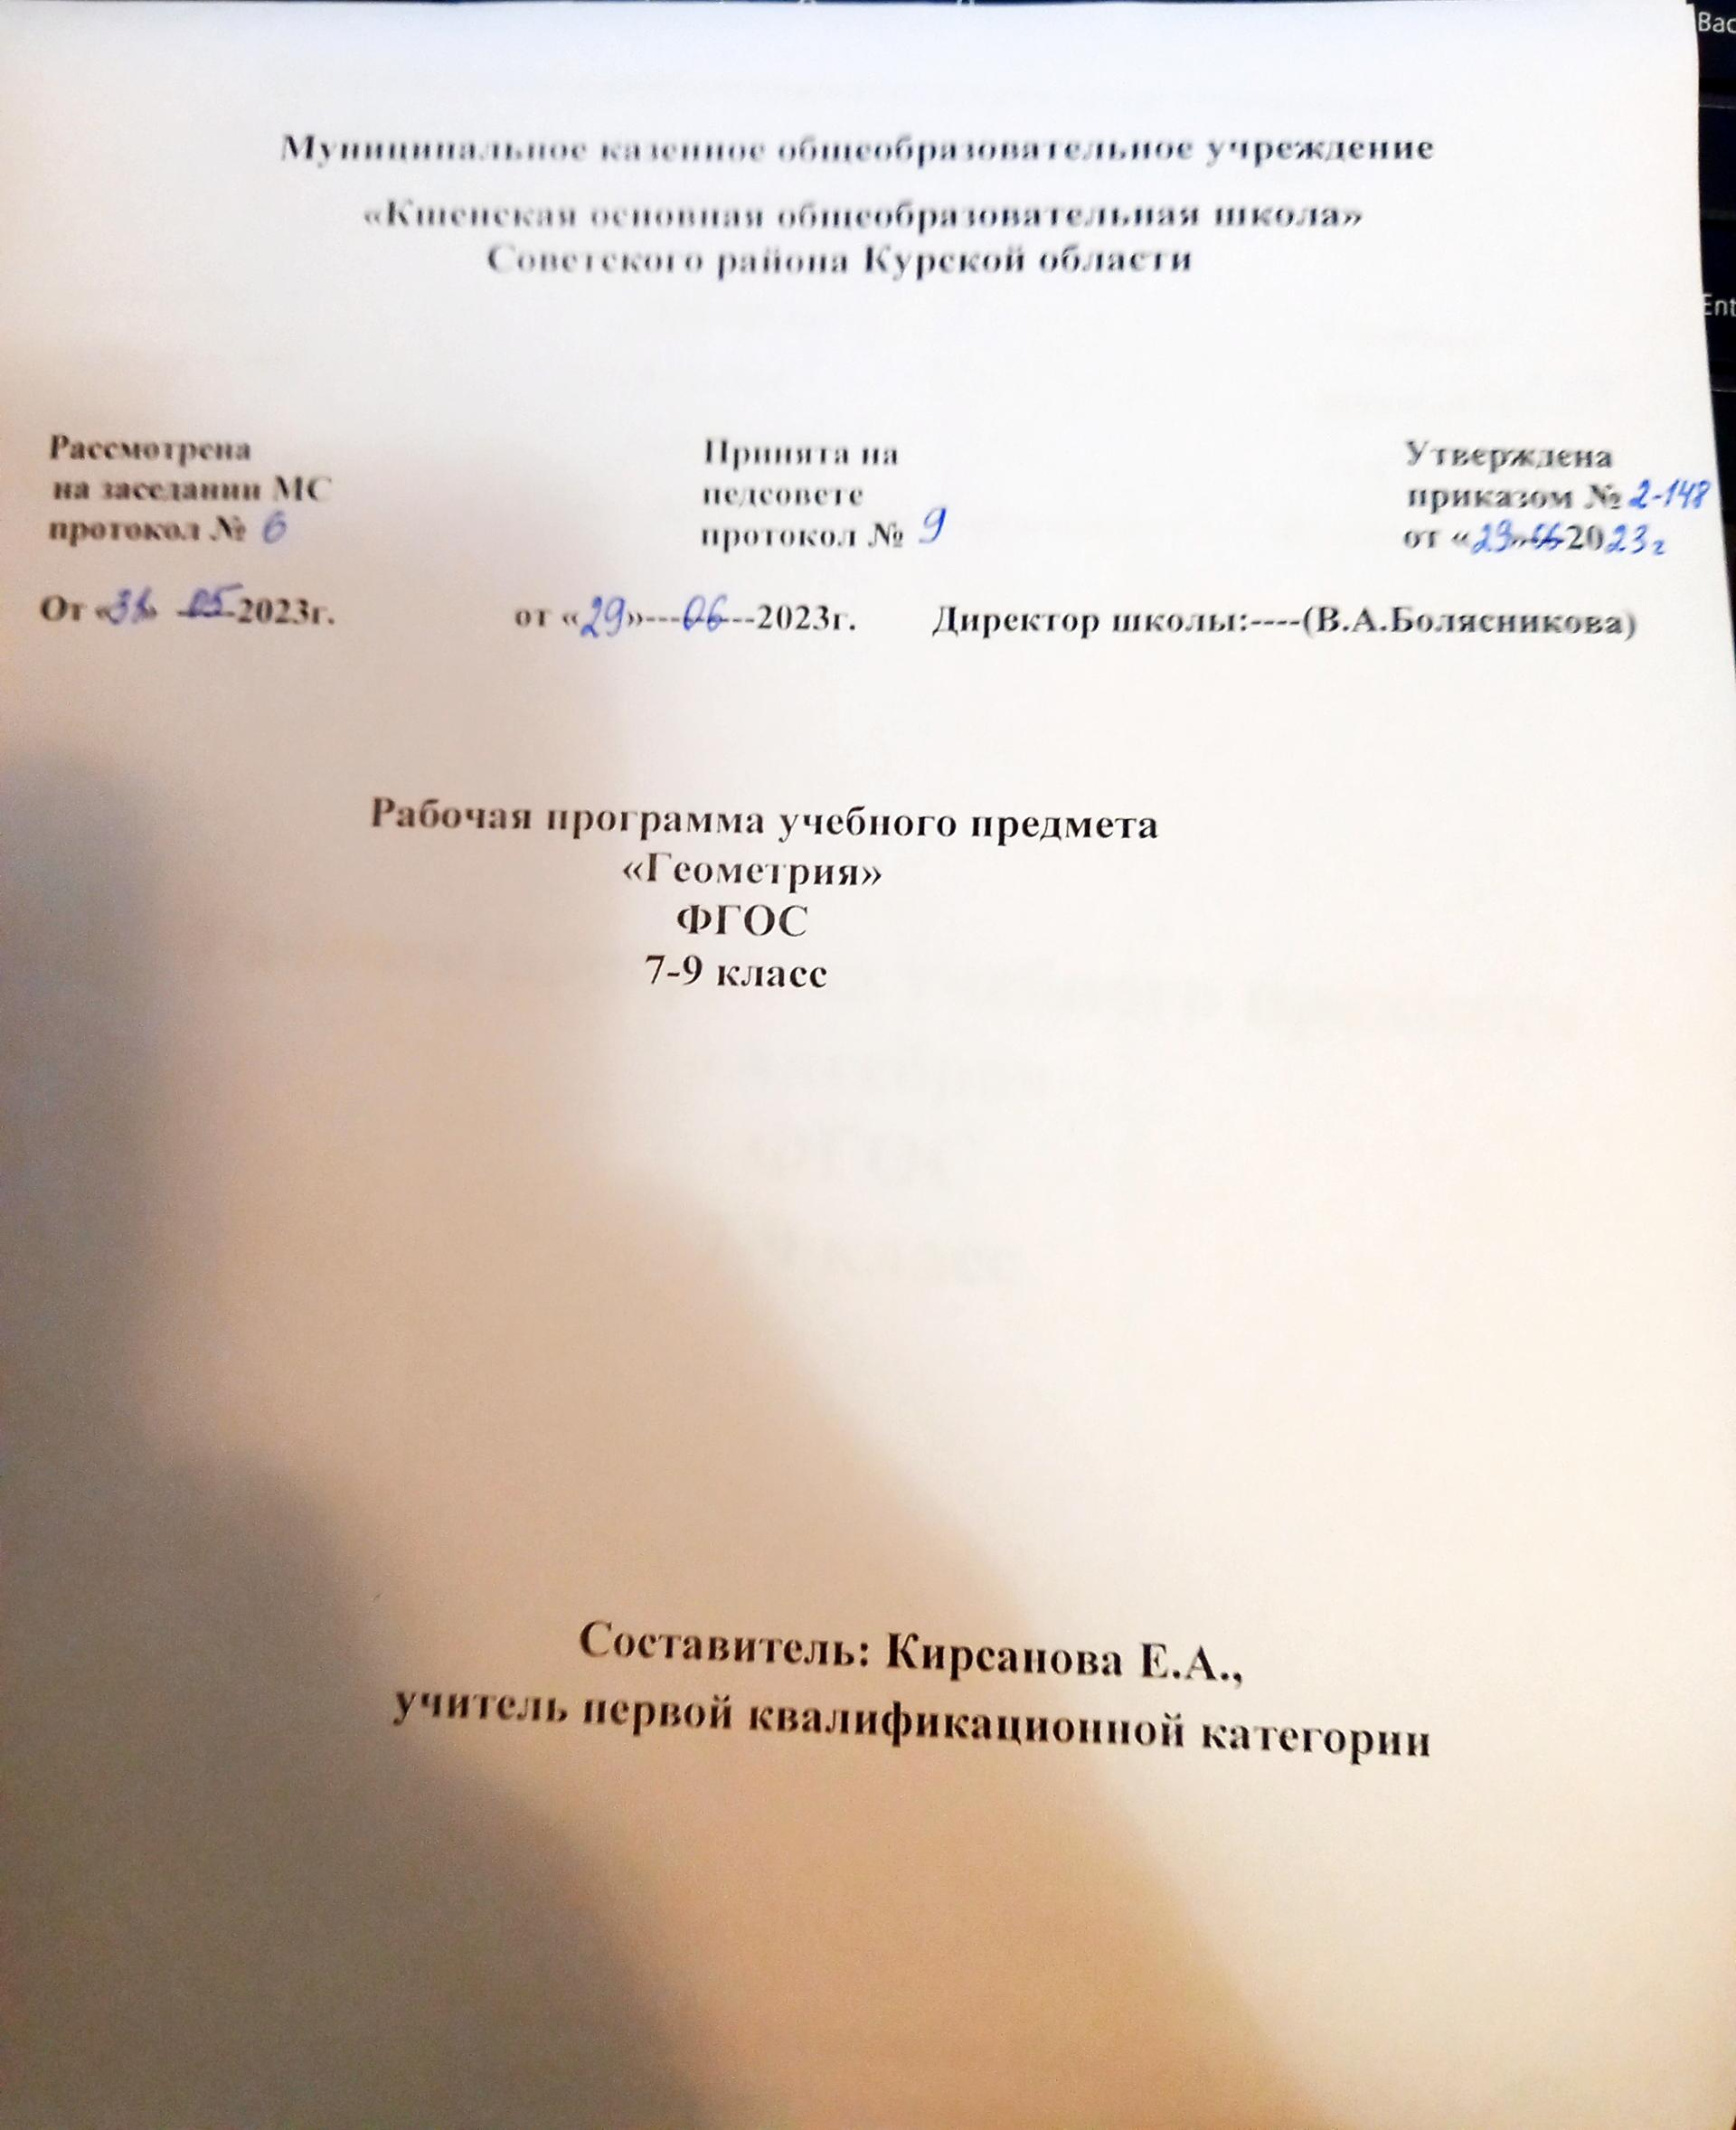 Муниципальное казенное общеобразовательное учреждение
«Кшенская основная общеобразовательная школа»
Советского района Курской области
Рассмотрена
на заседании МС
протокол № 6
От «31» 05 2023г.
Принята на
педсовете
протокол № 9
от «29»---06---2023г.
Утверждена
приказом № 2-148
от «29» 06 2023г
Директор школы:----(В.А.Болясникова)
Рабочая программа учебного предмета
«Геометрия»
ФГОС
7-9 класс
Составитель: Кирсанова Е.А.,
учитель первой квалификационной категории
Bac
Ent